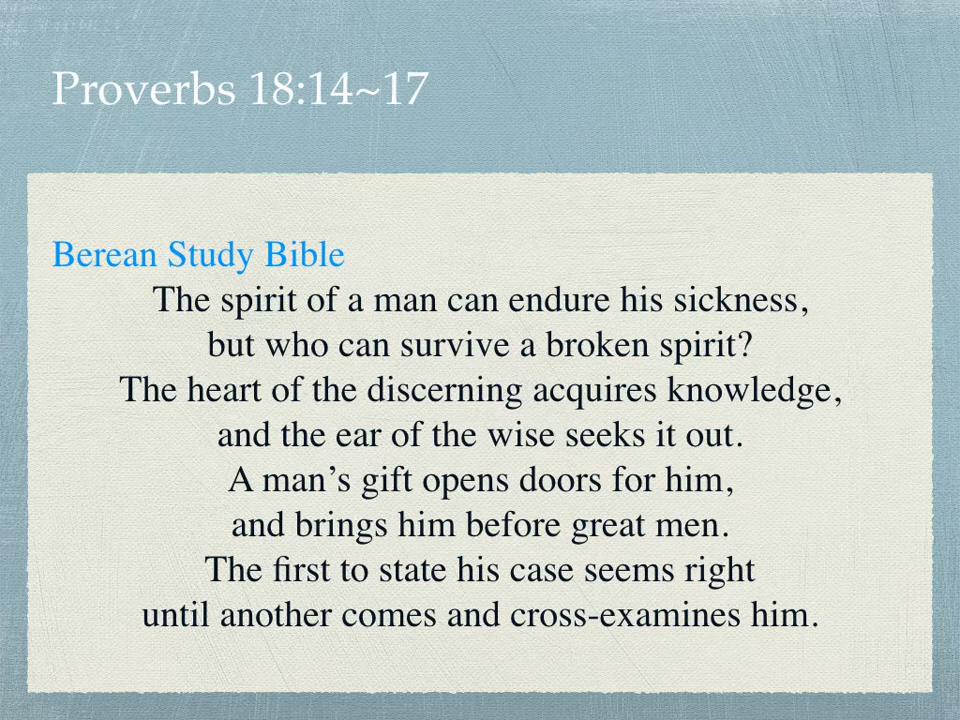 Proverbs 18:14~17
Berean Study Bible
The spirit of a man can endure his sickness,
but who can survive a broken spirit?
The heart of the discerning acquires knowledge,
and the ear of the wise seeks it out.
A man’s gift opens doors for him,
and brings him before great men.
The first to state his case seems right
until another comes and cross-examines him.